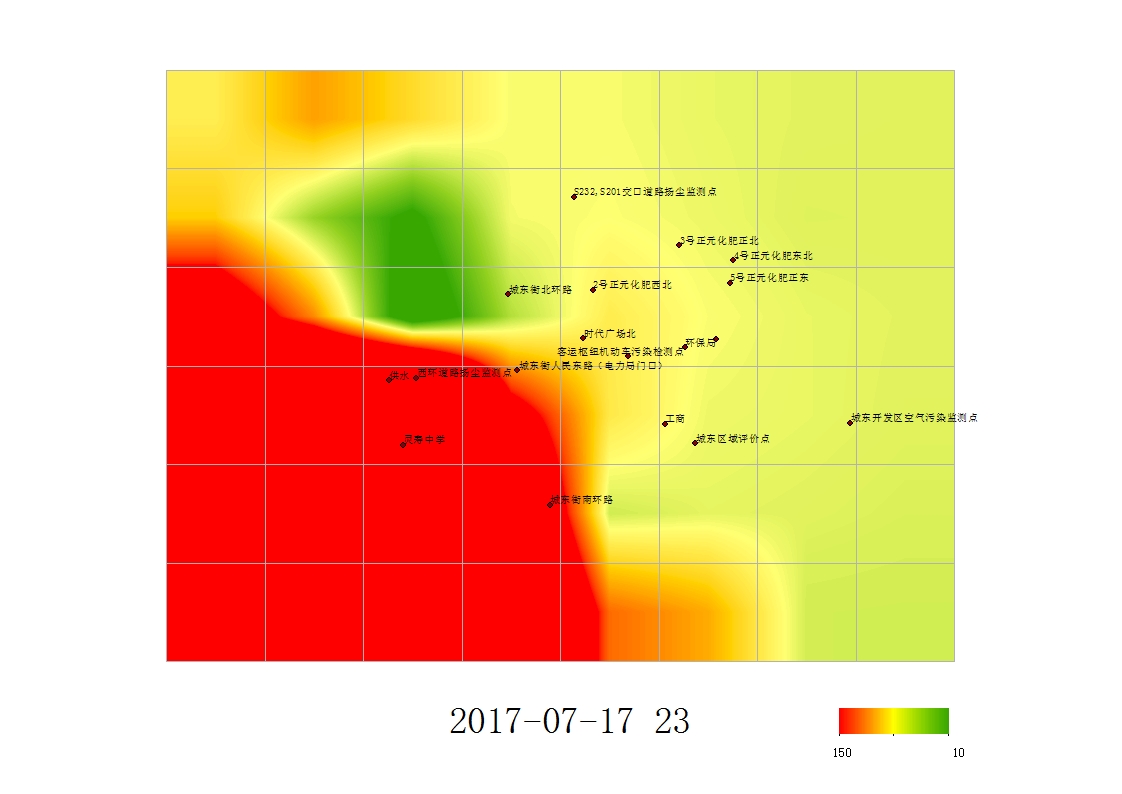 S232,S201交口道路扬尘监测点
3号正元化肥正北
4号正元化肥东北
5号正元化肥正东
2号正元化肥西北
城东街北环路
时代广场北
环保局
客运枢纽机动车污染检测点
城东街人民东路（电力局门口）
供水
西环道路扬尘监测点
工商
城东开发区空气污染监测点
城东区域评价点
灵寿中学
城东街南环路
2017-07-17 23
150
10